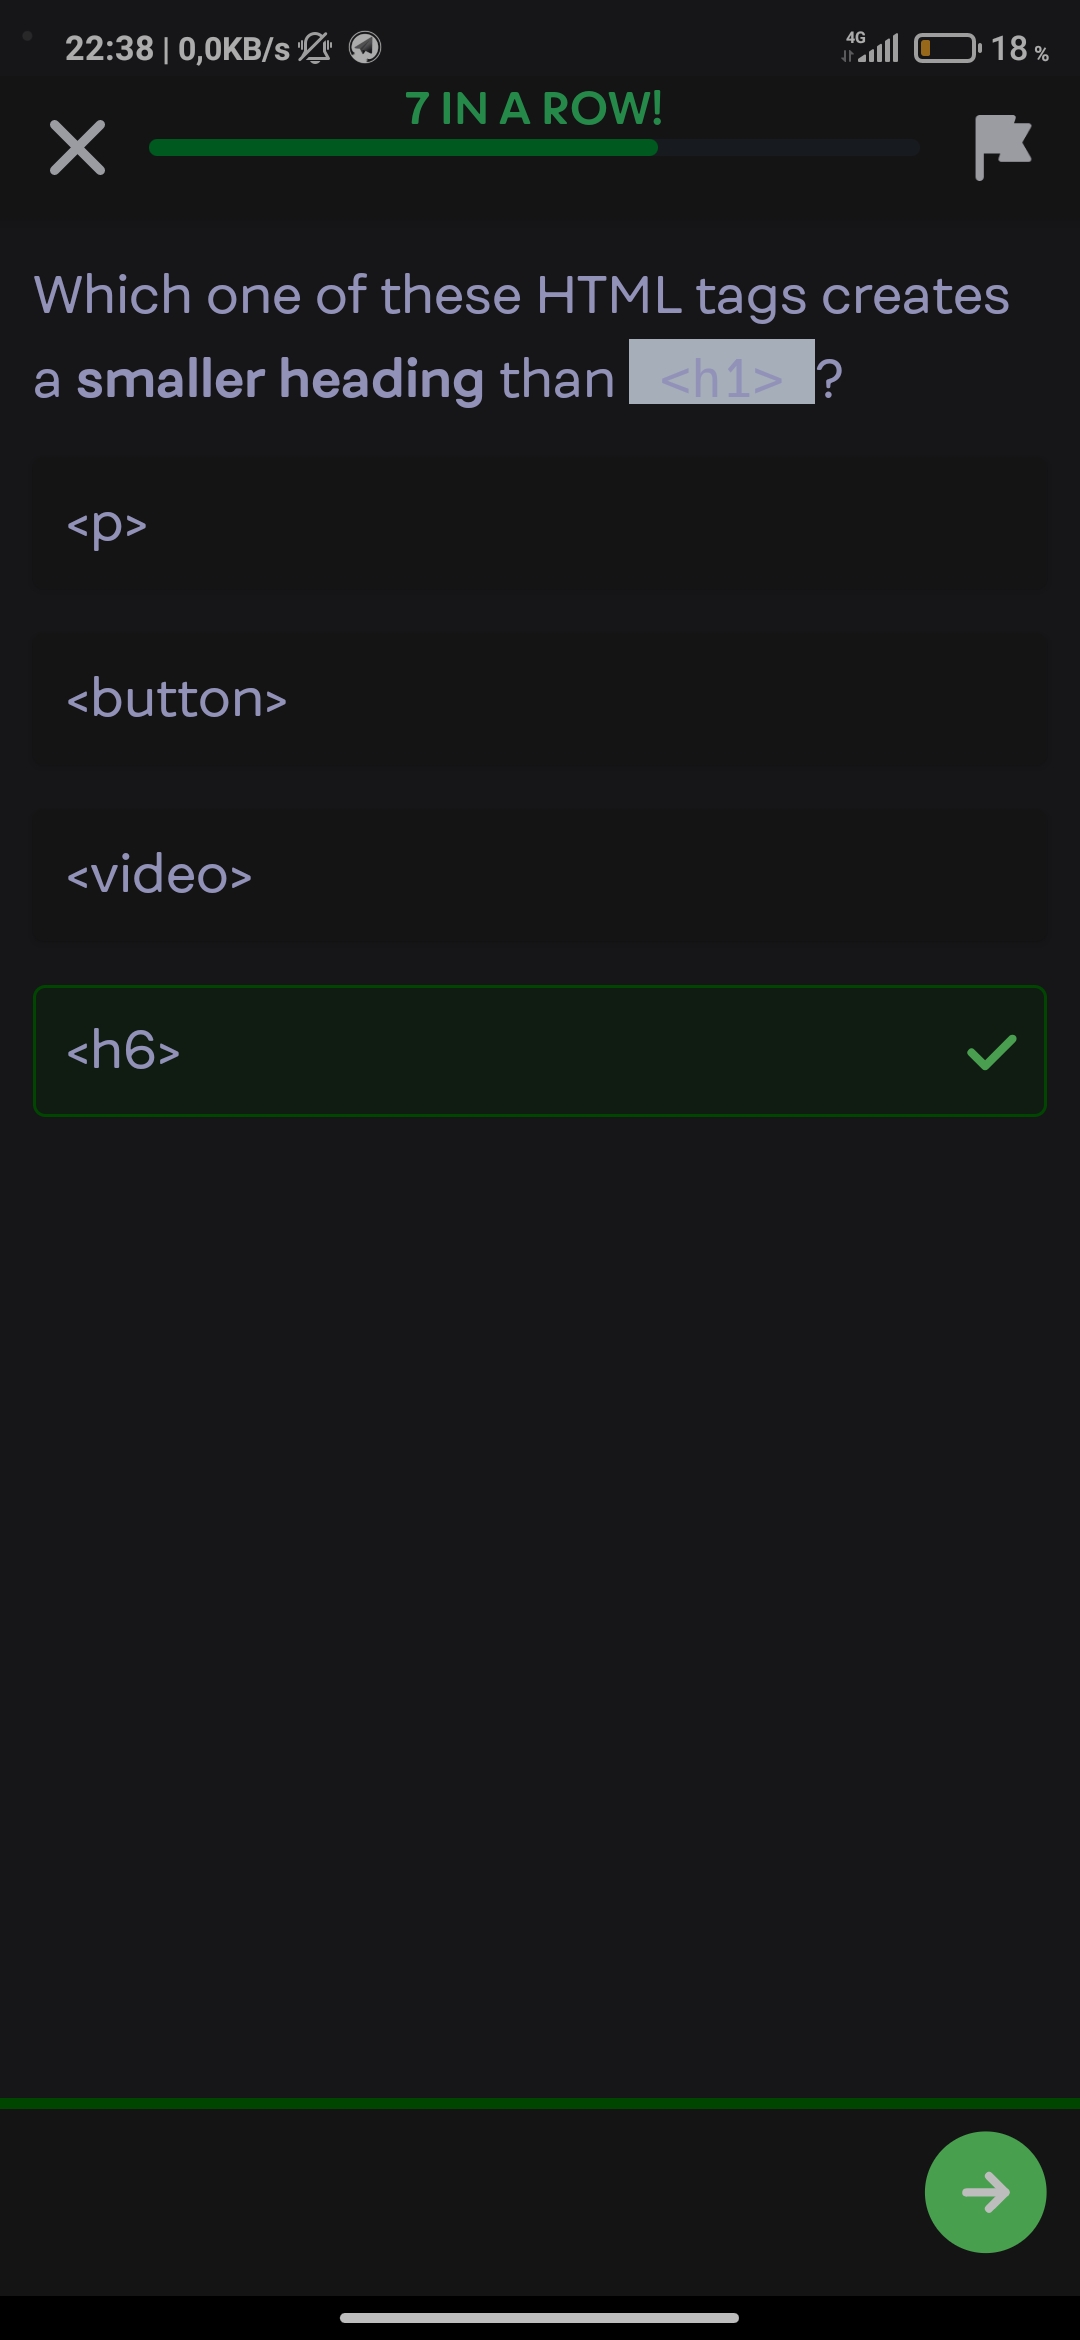 22:38 | 0,0KB/s
4G
18 %
7 IN A ROW!
Which one of these HTML tags creates
a smaller heading than <h1> ?
<p>
<button>
<video>
<h6>